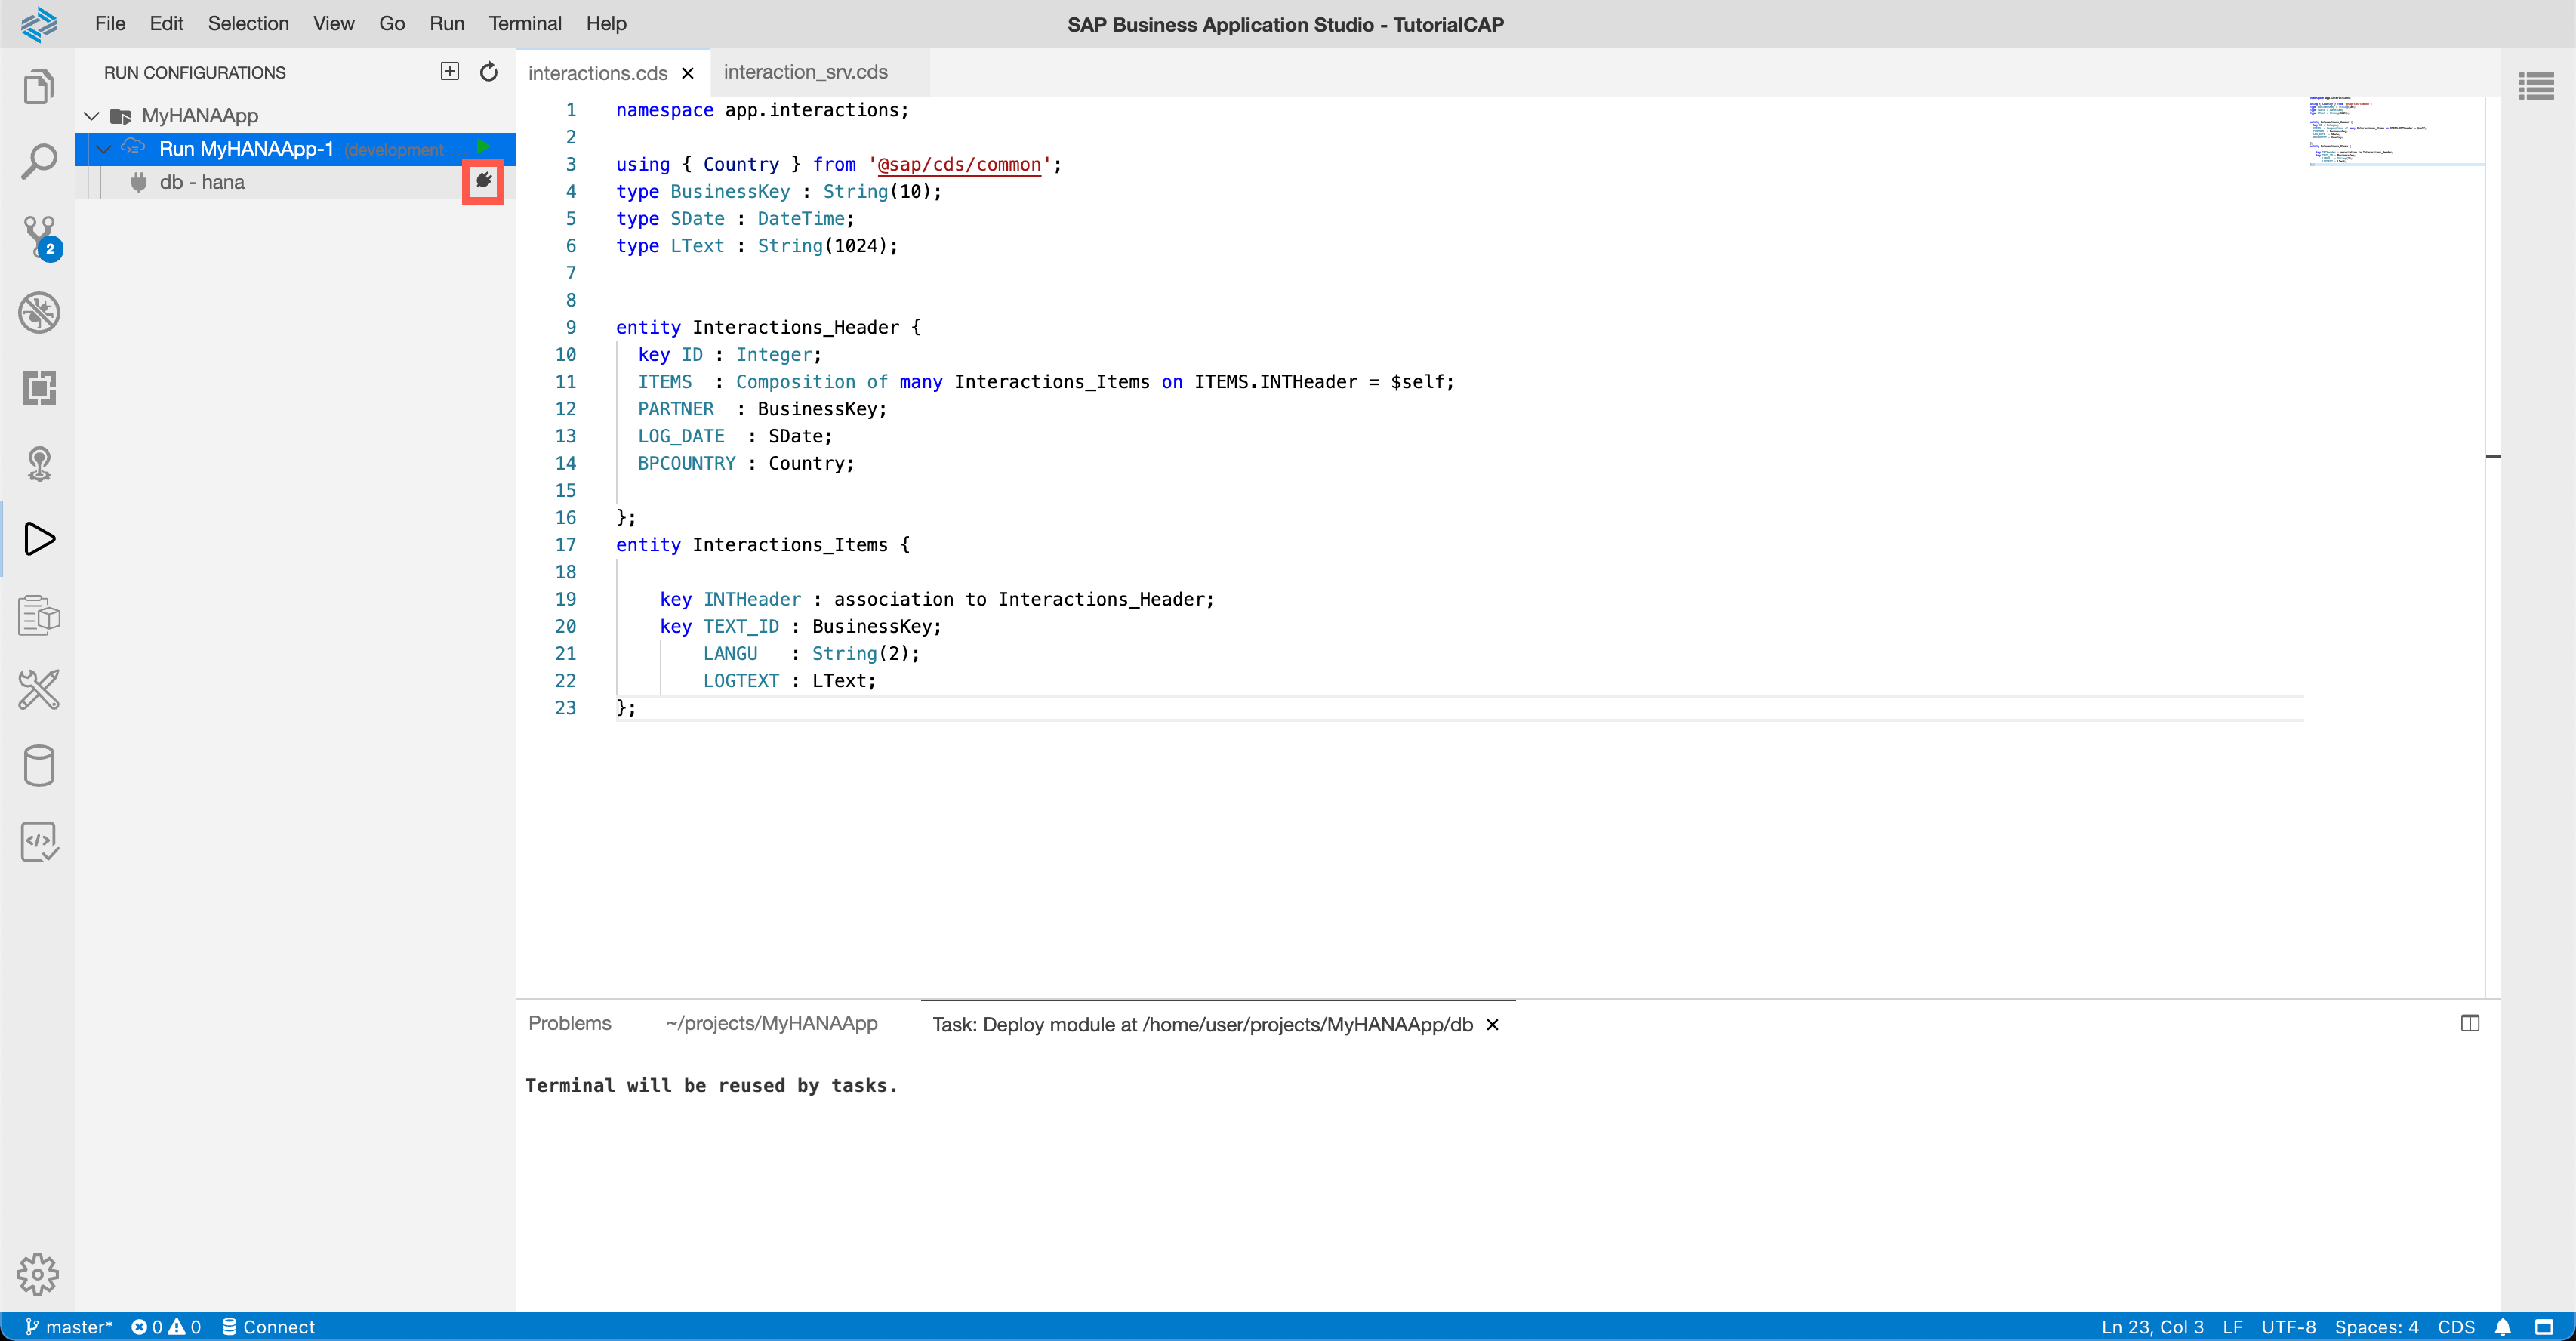 File Edit Selection View Go Run Terminal Help
SAP Business Application Studio - TutorialCAP
RUN CONFIGURATIONS
MyHANAApp
Run MyHANAApp-1 (development
db - hana
2
interactions.cds
interaction_srv.cds
1 namespace app.interactions;
2
3 using { Country } from '@sap/cds/common';
4 type BusinessKey : String(10);
5 type SDate : DateTime;
6 type LText : String(1024);
7
8
9 entity Interactions_Header {
10 key ID : Integer;
11 ITEMS : Composition of many Interactions_Items on ITEMS.INTHeader = $self;
12 PARTNER : BusinessKey;
13 LOG_DATE : SDate;
14 BPCOUNTRY : Country;
15
16 };
17 entity Interactions_Items {
18
19 key INTHeader : association to Interactions_Header;
20 key TEXT_ID : BusinessKey;
21 LANGU : String(2);
22 LOGTEXT : LText;
23 };
Problems ~/projects/MyHANAApp Task: Deploy module at /home/user/projects/MyHANAApp/db
Terminal will be reused by tasks.
master* 0 0 Connect
Ln 23, Col 3 LF UTF-8 Spaces: 4 CDS